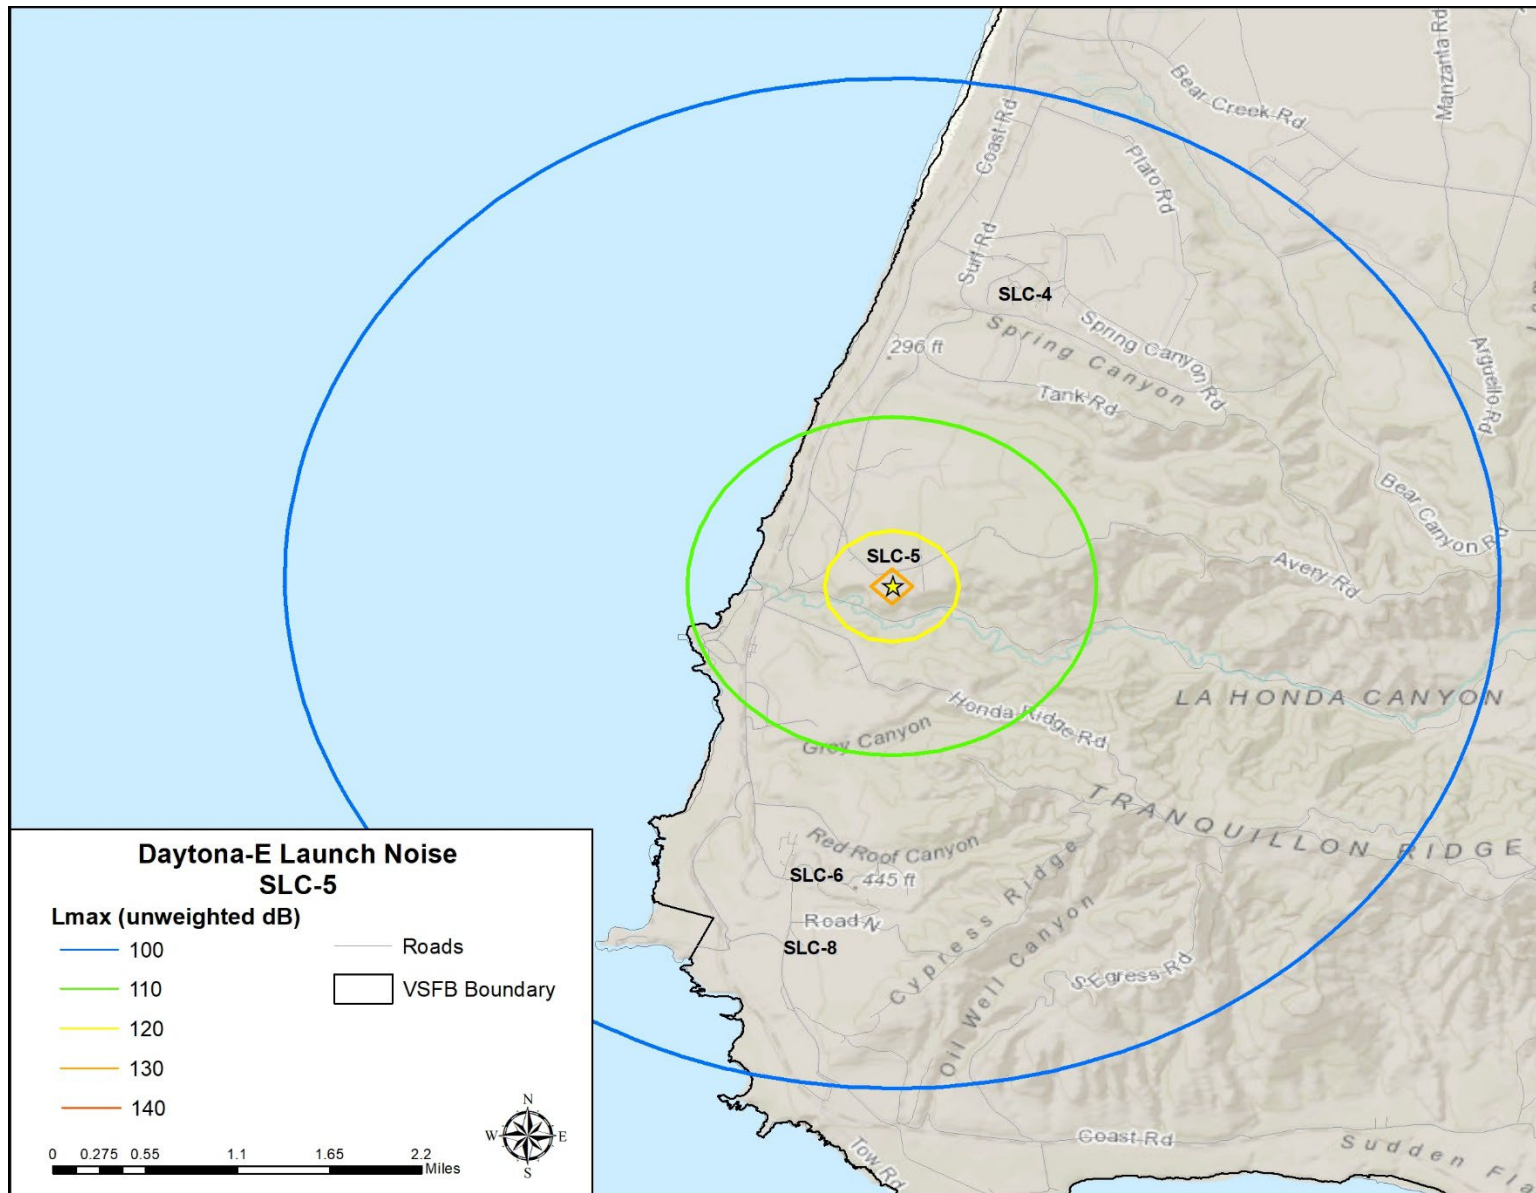 Manzanta Rd
Bear Creek Rd
Coast Rd
Plato Rd
Surf Rd
SLC-4
Spring Canyon
Spring Canyon Rd
296 ft
Arguello Rd
Tank Rd
Bear Canyon Rd
SLC-5
Avery Rd
LA HONDA CANYON
Honda Ridge Rd
Grey Canyon
TRANQUILLON RIDGE
Red Roof Canyon
SLC-6
445 ft
Road N
SLC-8
Cypress Ridge
Oil Well Canyon
S Egress Rd
Coast Rd
Tow Rd
Sudden Fla
Daytona-E Launch Noise
SLC-5
Lmax (unweighted dB)
100
110
120
130
140
Roads
VSFB Boundary
N
W E
S
0 0.275 0.55 1.1 1.65 2.2
Miles